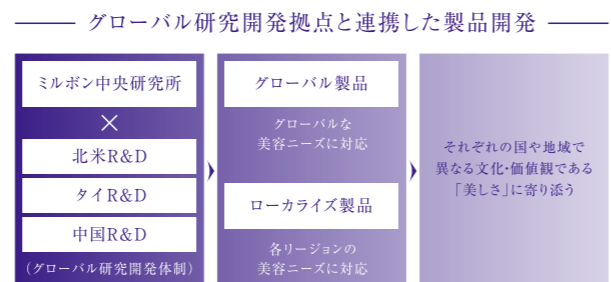 グローバル研究開発拠点と連携した製品開発
ミルボン中央研究所
×
北米R&D
タイR&D
中国R&D
（グローバル研究開発体制）
グローバル製品
グローバルな
美容ニーズに対応
ローカライズ製品
各リージョンの
美容ニーズに対応
それぞれの国や地域で
異なる文化・価値観である
「美しさ」に寄り添う